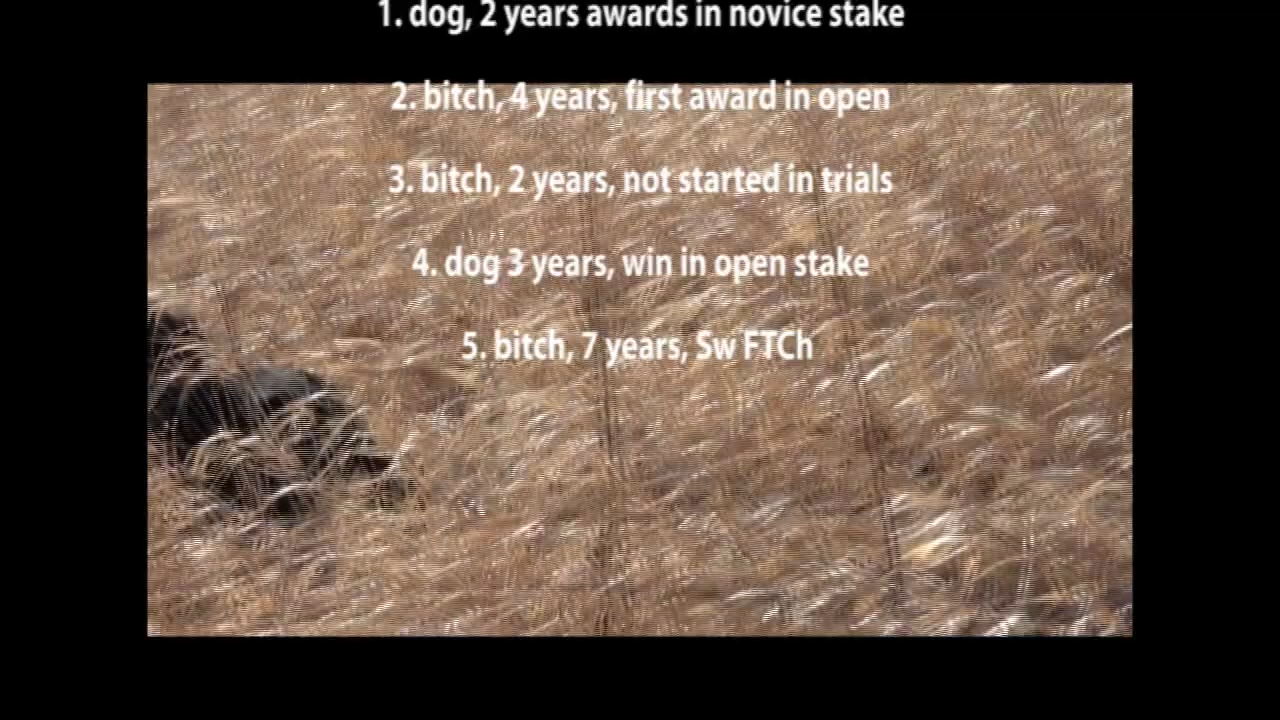 1. dog, 2 years awards in novice stake
2. bitch, 4 years, first award in open
3. bitch, 2 years, not started in trials
4. dog 3 years, win in open stake
5. bitch, 7 years, Sw FTCh